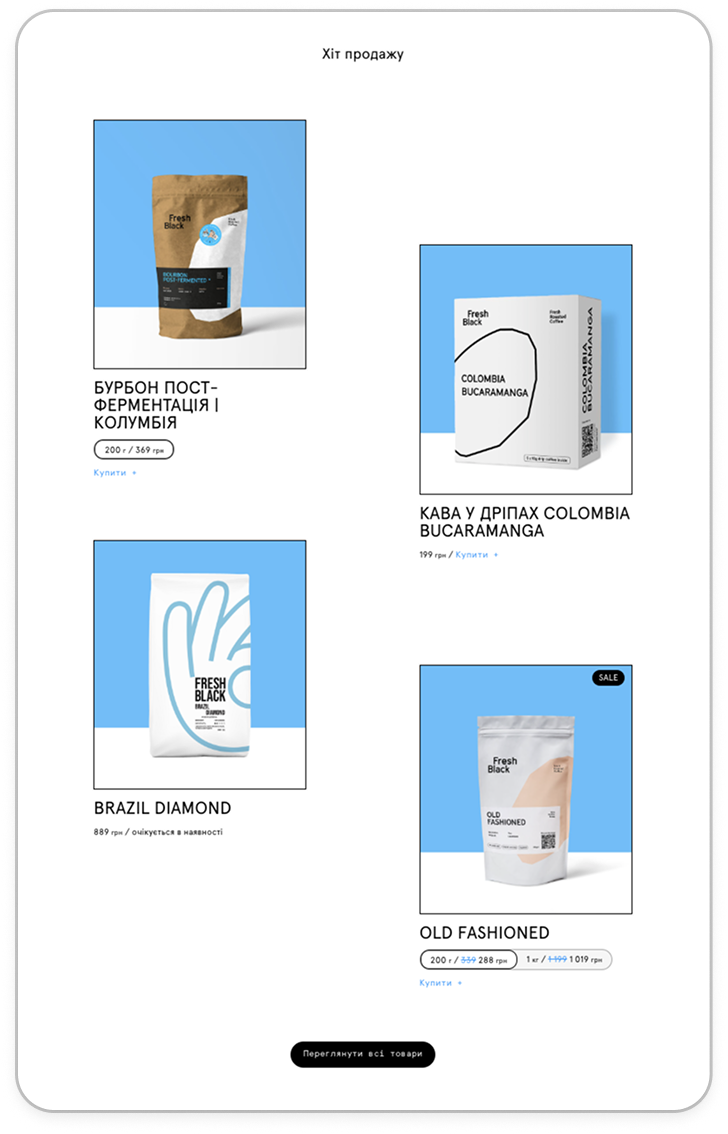 Хіт продажу
Fresh
Black
BOURBON
POST-FERMENTED
БУРБОН ПОСТ-
ФЕРМЕНТАЦІЯ |
КОЛУМБІЯ
200 г / 369 грн
Купити +
Fresh
Black
Fresh
Roasted
Coffee
COLOMBIA
BUCARAMANGA
COLOMBIA
BUCARAMANGA
КАВА У ДРІПАХ COLOMBIA
BUCARAMANGA
199 грн / Купити +
FRESH
BLACK
BRAZIL
DIAMOND
BRAZIL DIAMOND
889 грн / очікується в наявності
SALE
Fresh
Black
OLD
FASHIONED
OLD FASHIONED
200 г / 339 288 грн 1 кг / 1 199 1 019 грн
Купити +
Переглянути всі товари